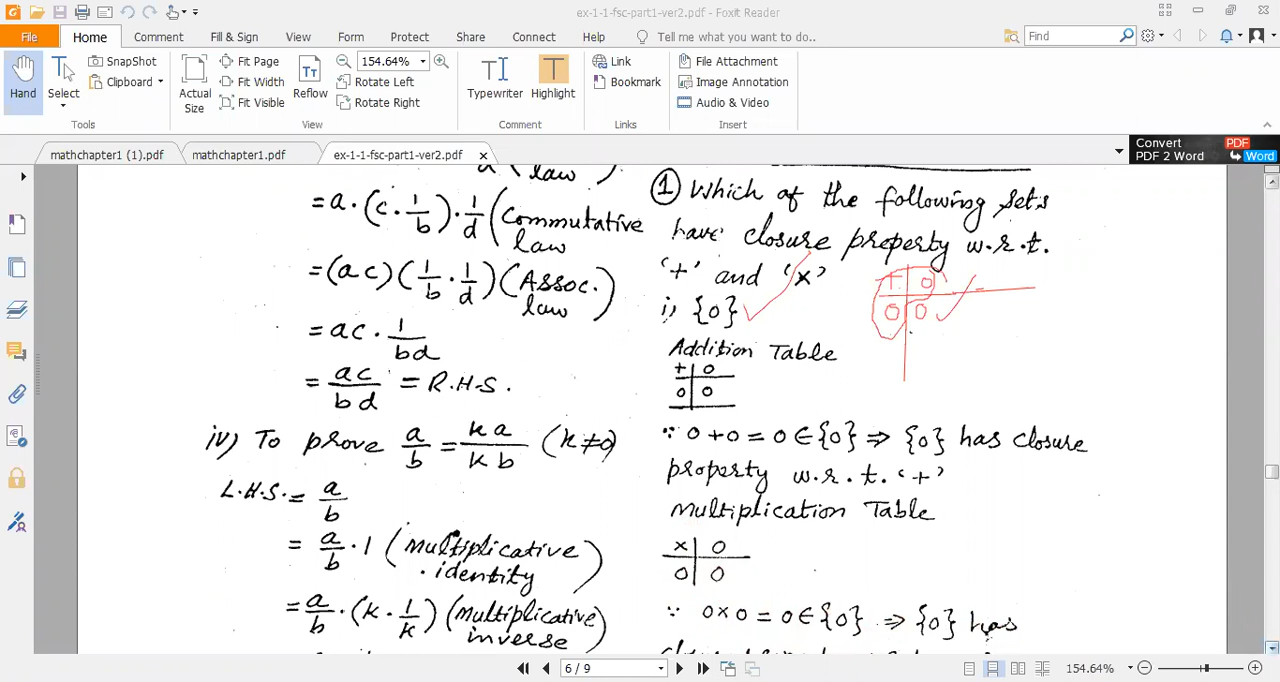 ex-1-1-fsc-part1-ver2.pdf - Foxit Reader
File
Home
Comment
Fill & Sign
View
Form
Protect
Share
Connect
Help
Tell me what you want to do..
Find
Hand
Select
SnapShot
Clipboard
Tools
Actual Size
Fit Page
Fit Width
Fit Visible
Reflow
154.64%
Rotate Left
Rotate Right
View
Typewriter
Highlight
Comment
Link
Bookmark
Links
File Attachment
Image Annotation
Audio & Video
Insert
mathchapter1 (1).pdf
mathchapter1.pdf
ex-1-1-fsc-part1-ver2.pdf
Convert PDF
PDF 2 Word Word
law).
= a · (c · 1/b) · 1/d (Commutative law
= (ac) (1/b · 1/d) (Assoc. law)
= ac · 1/bd
= ac/bd = R.H.S.
iv) To prove a/b = ka/kb (k≠0)
L.H.S. = a/b
= a/b · 1 (multiplicative identity)
= a/b · (k · 1/k) (multiplicative inverse)
① Which of the following sets
have closure property w.r.t.
'+' and 'x'
i) {0}
+ 0
0 0
Addition Table
+ 0
0 0
∵ 0+0 = 0 ∈ {0} ⇒ {0} has closure
property w.r.t. '+'
multiplication Table
x 0
0 0
∵ 0x0 = 0 ∈ {0} ⇒ {0} has
6 / 9
154.64%